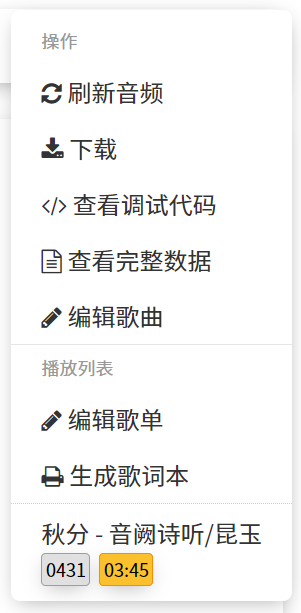 操作
刷新音频
下载
查看调试代码
查看完整数据
编辑歌曲
播放列表
编辑歌单
生成歌词本
秋分 - 音阙诗听/昆玉
0431 03:45